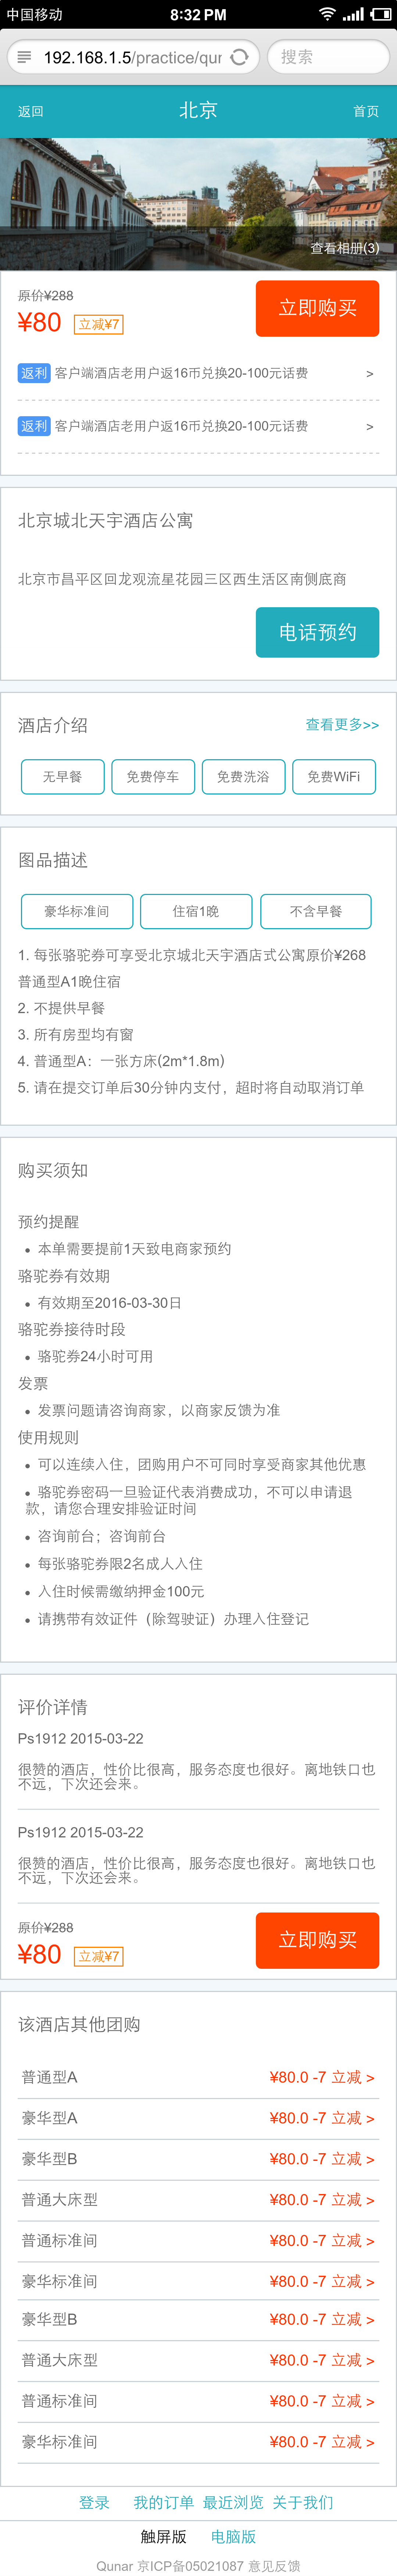 中国移动 8:32 PM
192.168.1.5/practice/qur 搜索
返回 北京 首页
查看相册(3)
原价¥288
¥80 立减¥7 立即购买
返利 客户端酒店老用户返16币兑换20-100元话费 >
返利 客户端酒店老用户返16币兑换20-100元话费 >
北京城北天宇酒店公寓
北京市昌平区回龙观流星花园三区西生活区南侧底商
电话预约
酒店介绍 查看更多>>
无早餐 免费停车 免费洗浴 免费WiFi
图品描述
豪华标准间 住宿1晚 不含早餐
1. 每张骆驼券可享受北京城北天宇酒店式公寓原价¥268
普通型A1晚住宿
2. 不提供早餐
3. 所有房型均有窗
4. 普通型A：一张方床(2m*1.8m)
5. 请在提交订单后30分钟内支付，超时将自动取消订单
购买须知
预约提醒
• 本单需要提前1天致电商家预约
骆驼券有效期
• 有效期至2016-03-30日
骆驼券接待时段
• 骆驼券24小时可用
发票
• 发票问题请咨询商家，以商家反馈为准
使用规则
• 可以连续入住，团购用户不可同时享受商家其他优惠
• 骆驼券密码一旦验证代表消费成功，不可以申请退
款，请您合理安排验证时间
• 咨询前台；咨询前台
• 每张骆驼券限2名成人入住
• 入住时候需缴纳押金100元
• 请携带有效证件（除驾驶证）办理入住登记
评价详情
Ps1912 2015-03-22
很赞的酒店，性价比很高，服务态度也很好。离地铁口也
不远，下次还会来。
Ps1912 2015-03-22
很赞的酒店，性价比很高，服务态度也很好。离地铁口也
不远，下次还会来。
原价¥288
¥80 立减¥7 立即购买
该酒店其他团购
普通型A ¥80.0 -7 立减 >
豪华型A ¥80.0 -7 立减 >
豪华型B ¥80.0 -7 立减 >
普通大床型 ¥80.0 -7 立减 >
普通标准间 ¥80.0 -7 立减 >
豪华标准间 ¥80.0 -7 立减 >
豪华型B ¥80.0 -7 立减 >
普通大床型 ¥80.0 -7 立减 >
普通标准间 ¥80.0 -7 立减 >
豪华标准间 ¥80.0 -7 立减 >
登录 我的订单 最近浏览 关于我们
触屏版 电脑版
Qunar 京ICP备05021087 意见反馈